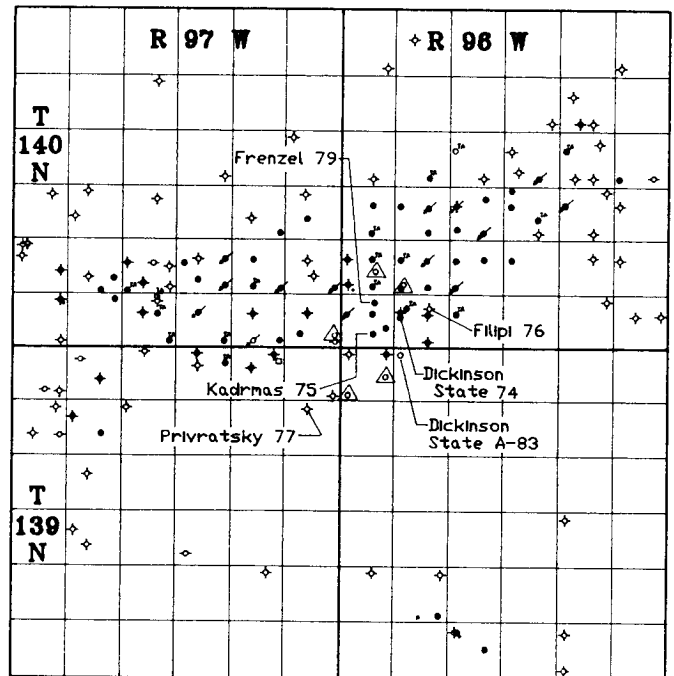 R 97 W
R 96 W
T
140
N
Frenzel 79
Filipi 76
Kadrmas 75
Dickinson
State 74
Privratsky 77
Dickinson
State A-83
T
139
N